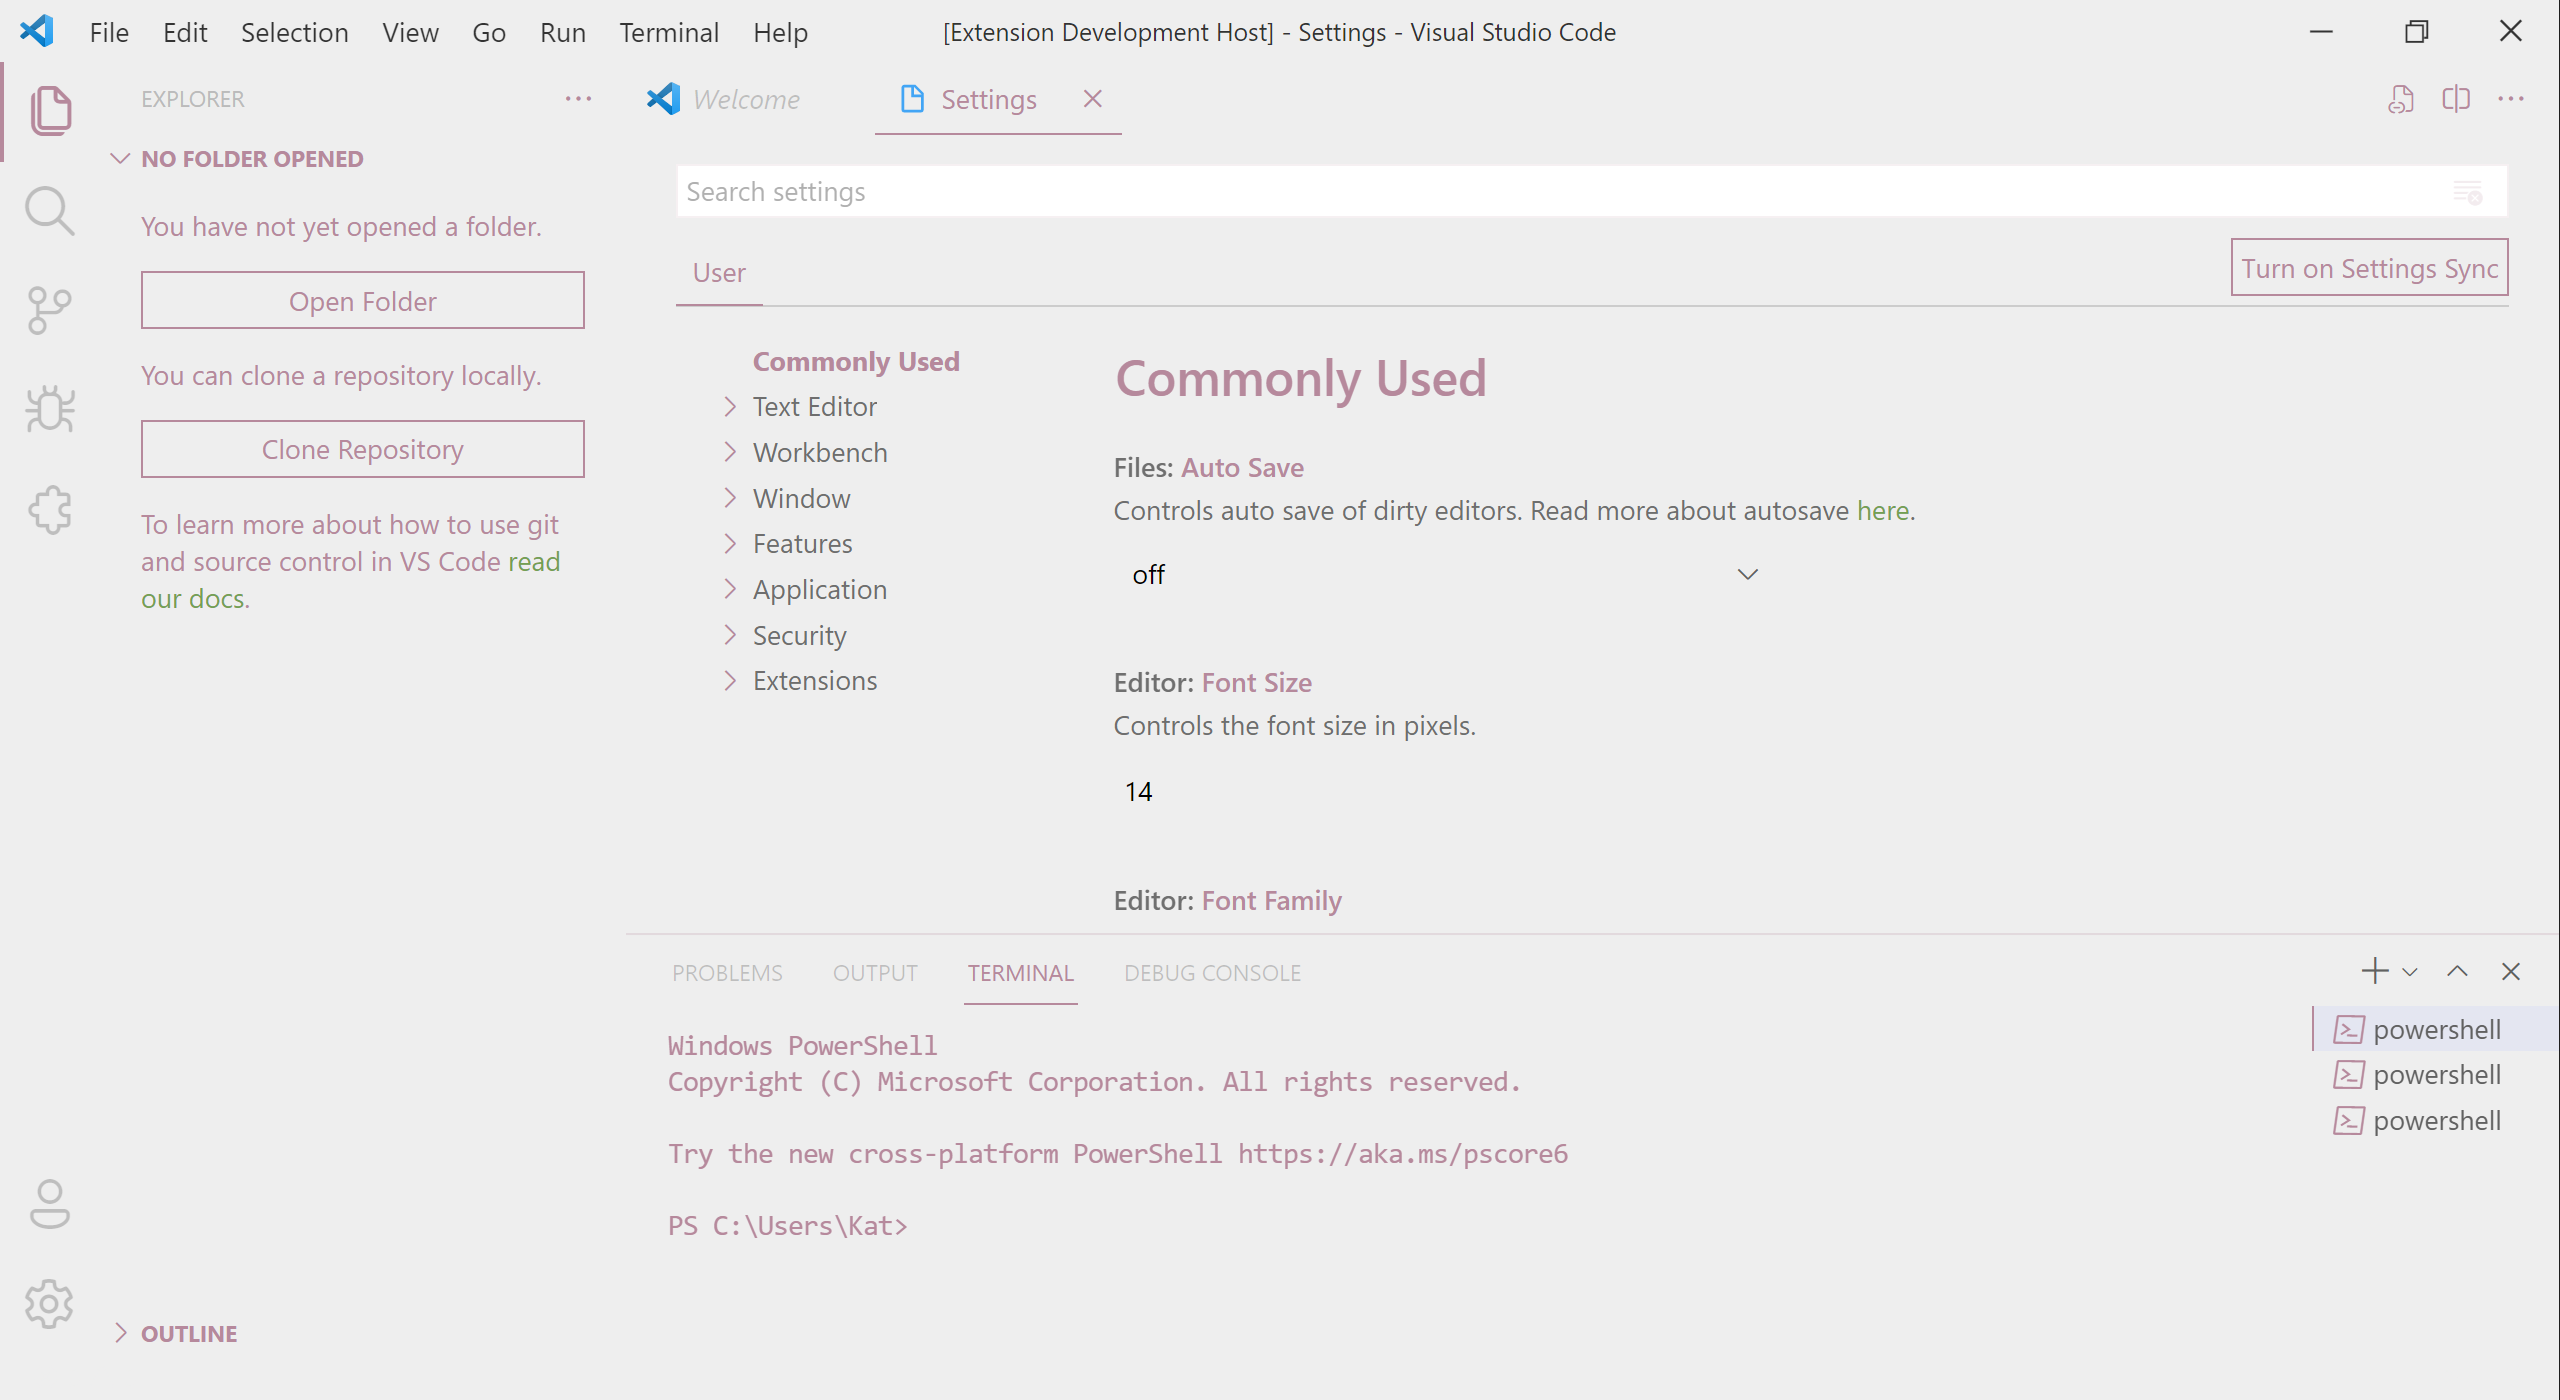 File Edit Selection View Go Run Terminal Help
[Extension Development Host] - Settings - Visual Studio Code
EXPLORER
NO FOLDER OPENED
You have not yet opened a folder.
Open Folder
You can clone a repository locally.
Clone Repository
To learn more about how to use git
and source control in VS Code read
our docs.
OUTLINE
Welcome
Settings
Search settings
User
Turn on Settings Sync
Commonly Used
Text Editor
Workbench
Window
Features
Application
Security
Extensions
Commonly Used
Files: Auto Save
Controls auto save of dirty editors. Read more about autosave here.
off
Editor: Font Size
Controls the font size in pixels.
14
Editor: Font Family
PROBLEMS OUTPUT TERMINAL DEBUG CONSOLE
Windows PowerShell
Copyright (C) Microsoft Corporation. All rights reserved.
Try the new cross-platform PowerShell https://aka.ms/pscore6
PS C:\Users\Kat>
powershell
powershell
powershell